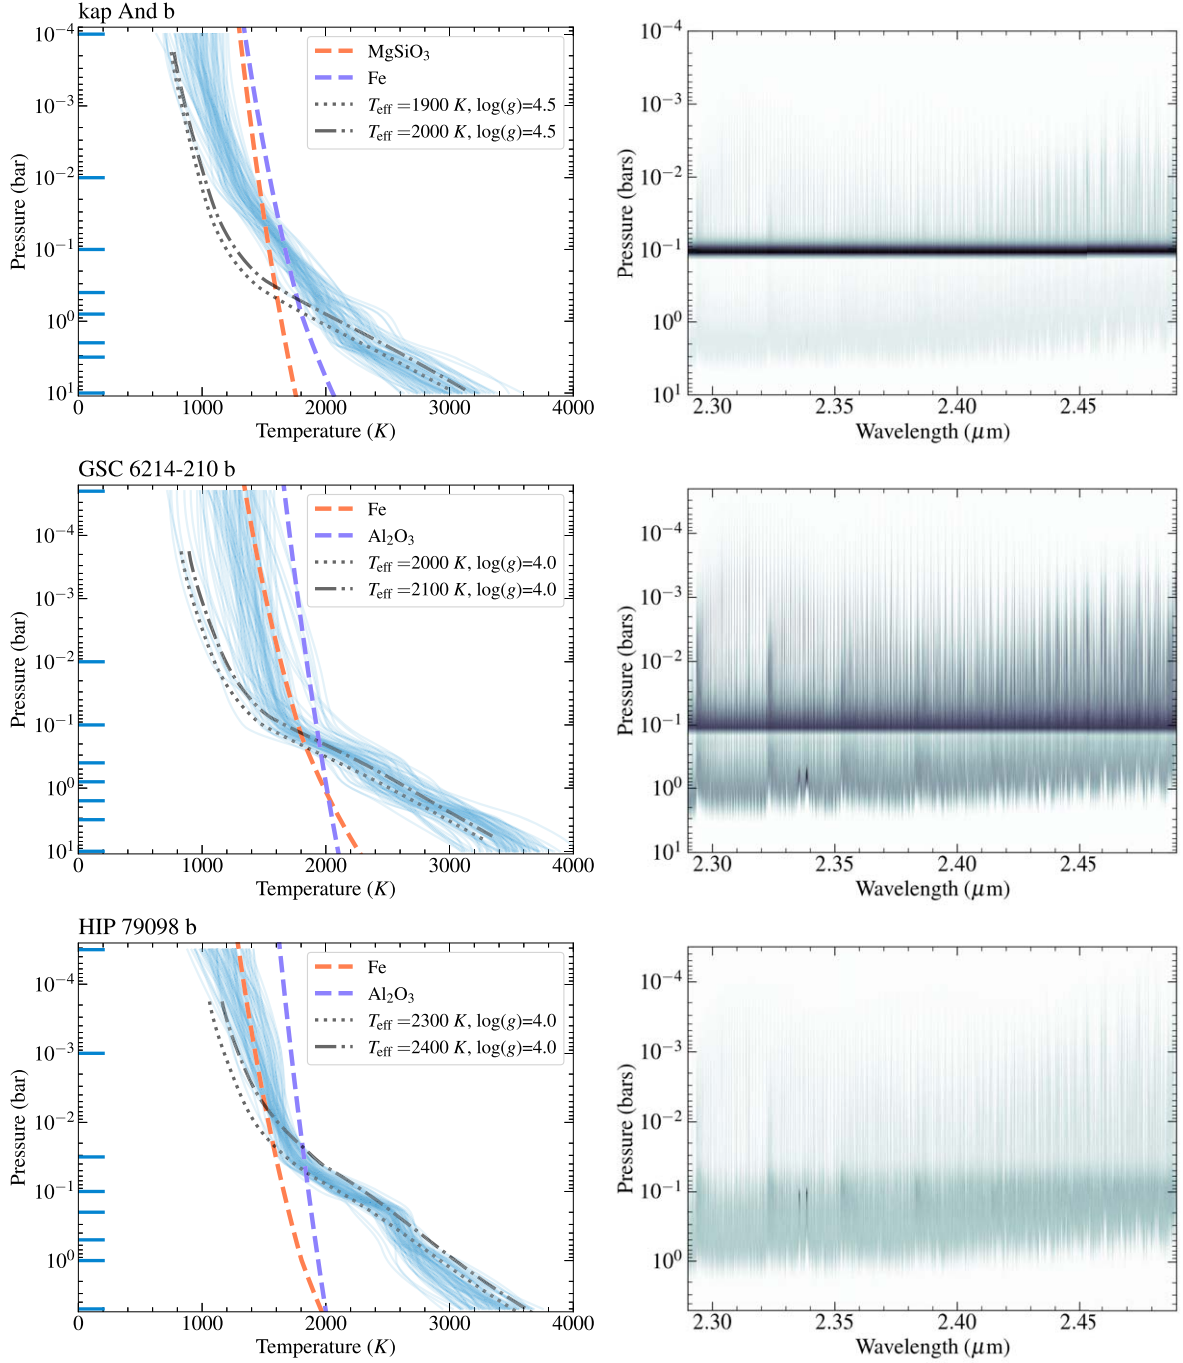 kap And b
10⁻⁴
10⁻³
10⁻²
10⁻¹
10⁰
10¹
Pressure (bar)
0 1000 2000 3000 4000
Temperature (K)
MgSiO₃
Fe
T_eff =1900 K, log(g)=4.5
T_eff =2000 K, log(g)=4.5
10⁻⁴
10⁻³
10⁻²
10⁻¹
10⁰
10¹
Pressure (bars)
2.30 2.35 2.40 2.45
Wavelength (μm)
GSC 6214-210 b
10⁻⁴
10⁻³
10⁻²
10⁻¹
10⁰
10¹
Pressure (bar)
0 1000 2000 3000 4000
Temperature (K)
Fe
Al₂O₃
T_eff =2000 K, log(g)=4.0
T_eff =2100 K, log(g)=4.0
10⁻⁴
10⁻³
10⁻²
10⁻¹
10⁰
10¹
Pressure (bars)
2.30 2.35 2.40 2.45
Wavelength (μm)
HIP 79098 b
10⁻⁴
10⁻³
10⁻²
10⁻¹
10⁰
Pressure (bar)
0 1000 2000 3000 4000
Temperature (K)
Fe
Al₂O₃
T_eff =2300 K, log(g)=4.0
T_eff =2400 K, log(g)=4.0
10⁻⁴
10⁻³
10⁻²
10⁻¹
10⁰
Pressure (bars)
2.30 2.35 2.40 2.45
Wavelength (μm)